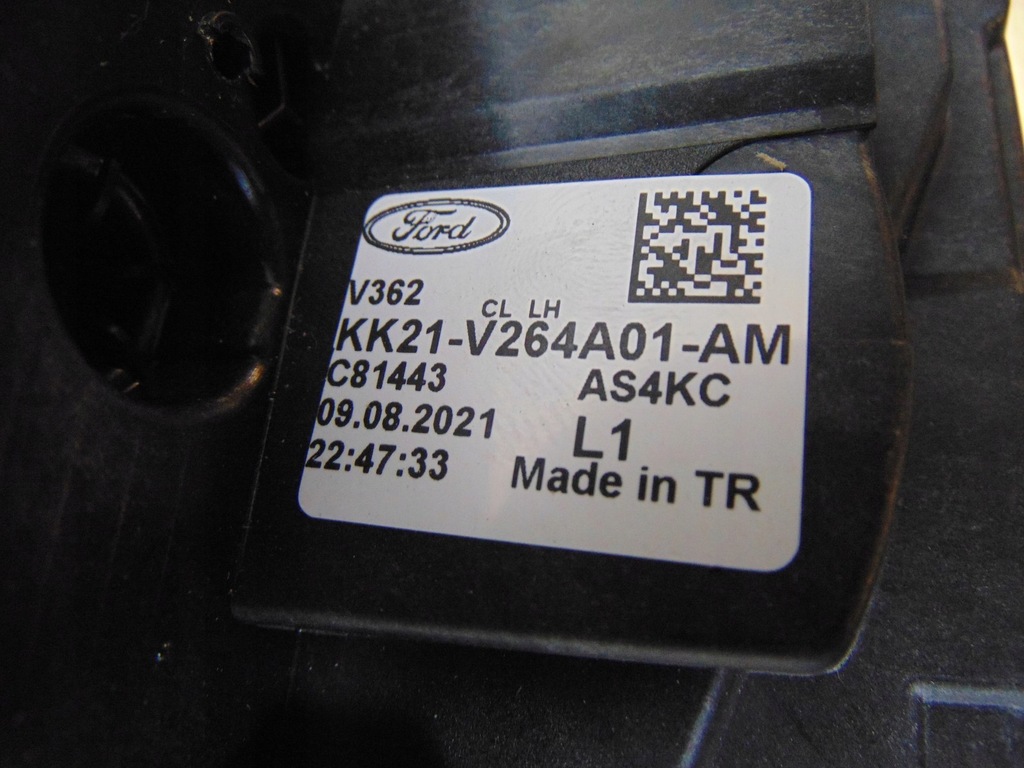 Ford
V362
CL LH
KK21-V264A01-AM
C81443 AS4KC
09.08.2021 L1
22:47:33 Made in TR